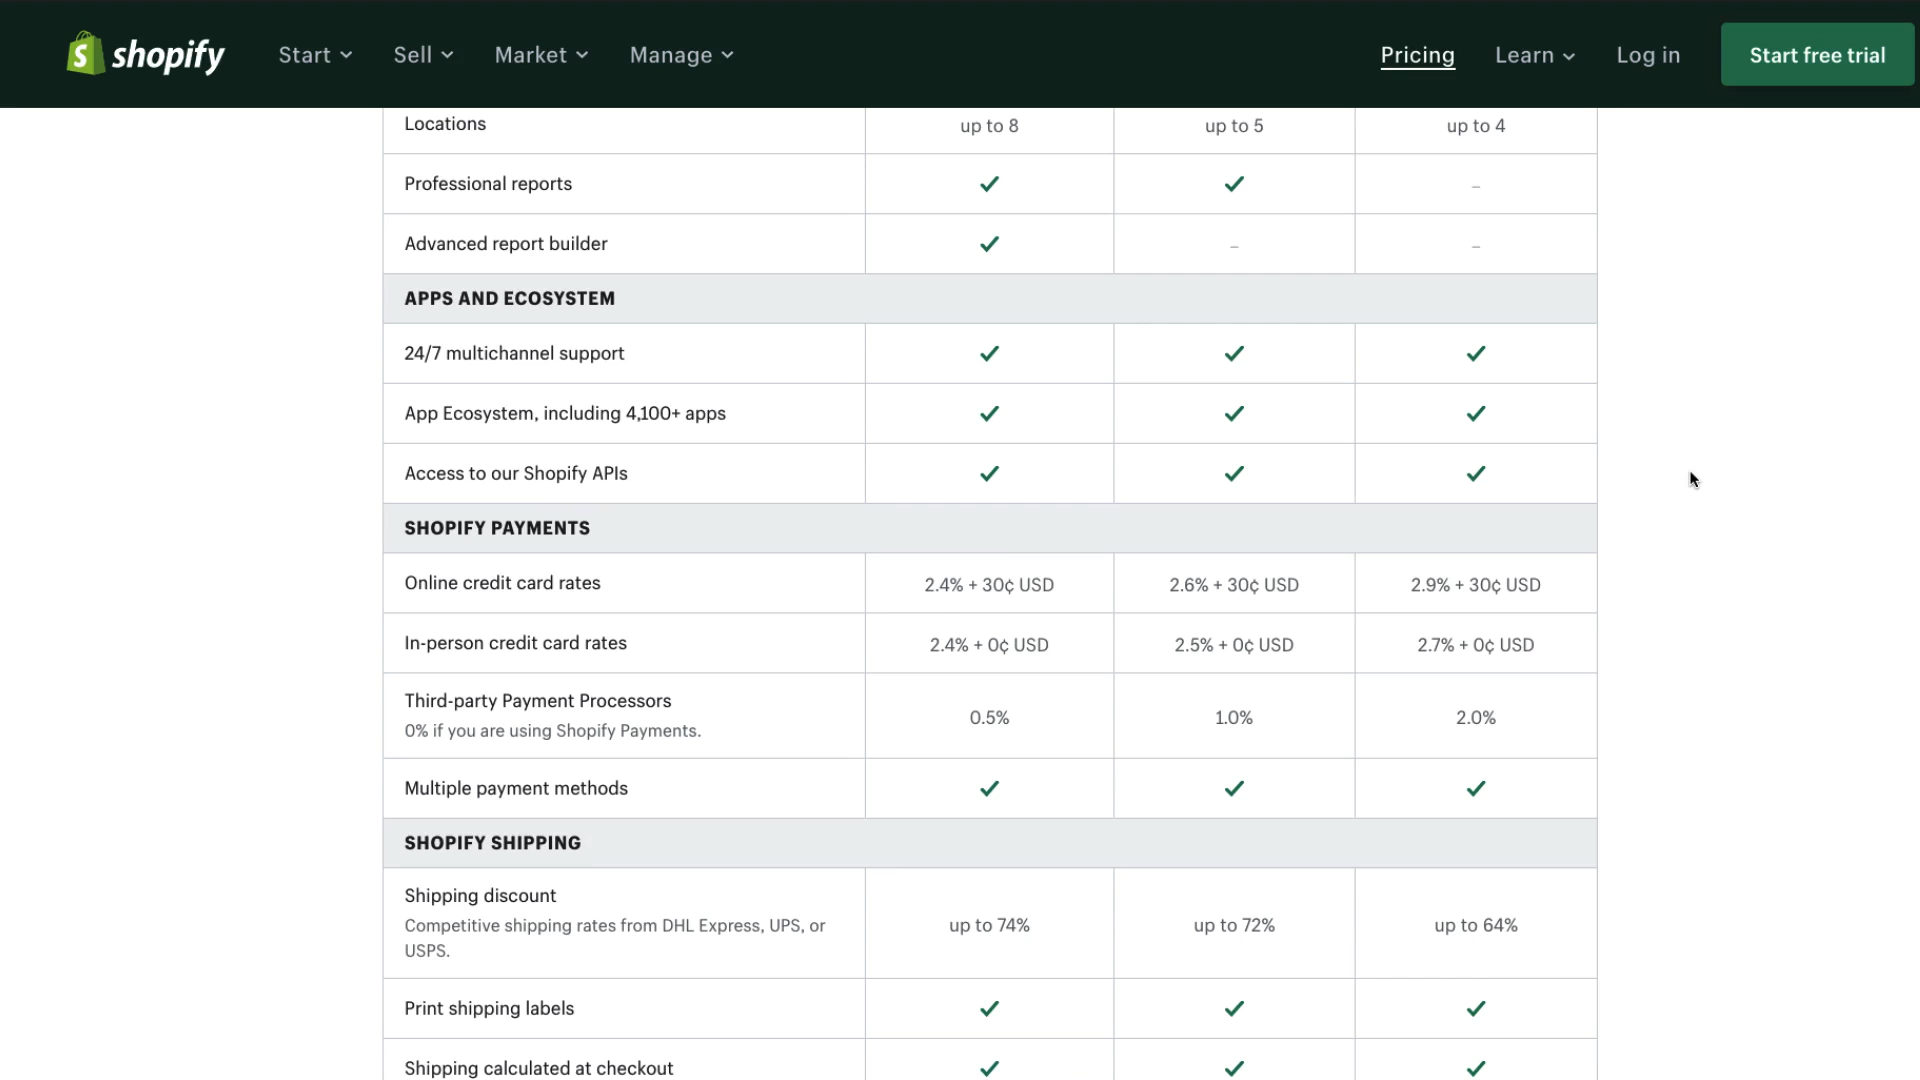 shopify Start Sell Market Manage Pricing Learn Log in Start free trial
Locations up to 8 up to 5 up to 4
Professional reports –
Advanced report builder – –
APPS AND ECOSYSTEM
24/7 multichannel support
App Ecosystem, including 4,100+ apps
Access to our Shopify APIs
SHOPIFY PAYMENTS
Online credit card rates 2.4% + 30¢ USD 2.6% + 30¢ USD 2.9% + 30¢ USD
In-person credit card rates 2.4% + 0¢ USD 2.5% + 0¢ USD 2.7% + 0¢ USD
Third-party Payment Processors
0% if you are using Shopify Payments. 0.5% 1.0% 2.0%
Multiple payment methods
SHOPIFY SHIPPING
Shipping discount
Competitive shipping rates from DHL Express, UPS, or up to 74% up to 72% up to 64%
USPS.
Print shipping labels
Shipping calculated at checkout